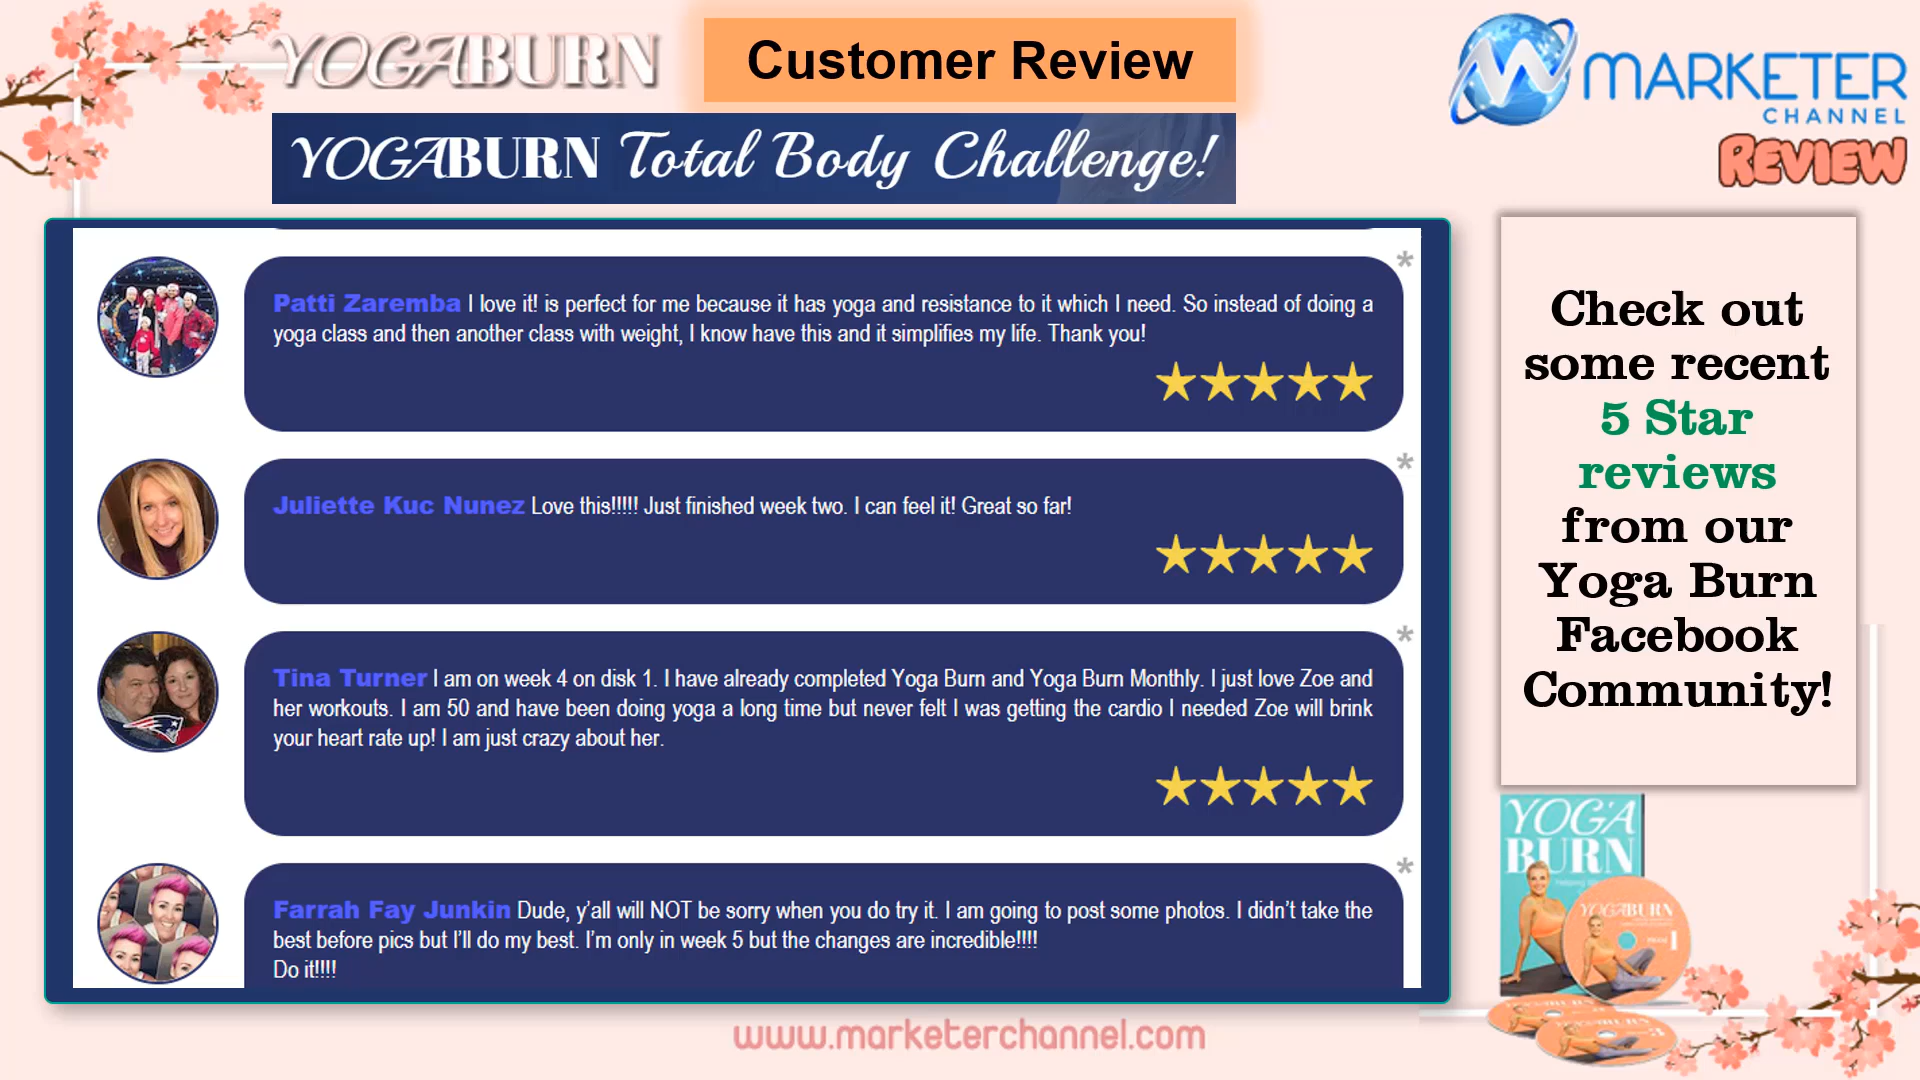 YOGABURN
Customer Review
MARKETER
CHANNEL
REVIEW
YOGABURN Total Body Challenge!
*
Patti Zaremba I love it! is perfect for me because it has yoga and resistance to it which I need. So instead of doing a
yoga class and then another class with weight, I know have this and it simplifies my life. Thank you!
*
Juliette Kuc Nunez Love this!!!!! Just finished week two. I can feel it! Great so far!
*
Tina Turner I am on week 4 on disk 1. I have already completed Yoga Burn and Yoga Burn Monthly. I just love Zoe and
her workouts. I am 50 and have been doing yoga a long time but never felt I was getting the cardio I needed Zoe will brink
your heart rate up! I am just crazy about her.
*
Farrah Fay Junkin Dude, y'all will NOT be sorry when you do try it. I am going to post some photos. I didn't take the
best before pics but I'll do my best. I'm only in week 5 but the changes are incredible!!!!
Do it!!!!
Check out
some recent
5 Star
reviews
from our
Yoga Burn
Facebook
Community!
YOGA
BURN
YOGABURN
1
YOGABURN
www.marketerchannel.com